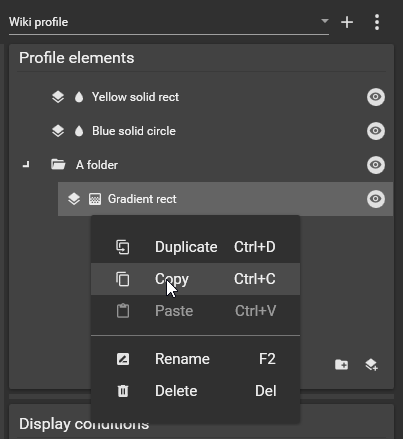 Wiki profile
Profile elements
Yellow solid rect
Blue solid circle
A folder
Gradient rect
Duplicate Ctrl+D
Copy Ctrl+C
Paste Ctrl+V
Rename F2
Delete Del
Display conditions